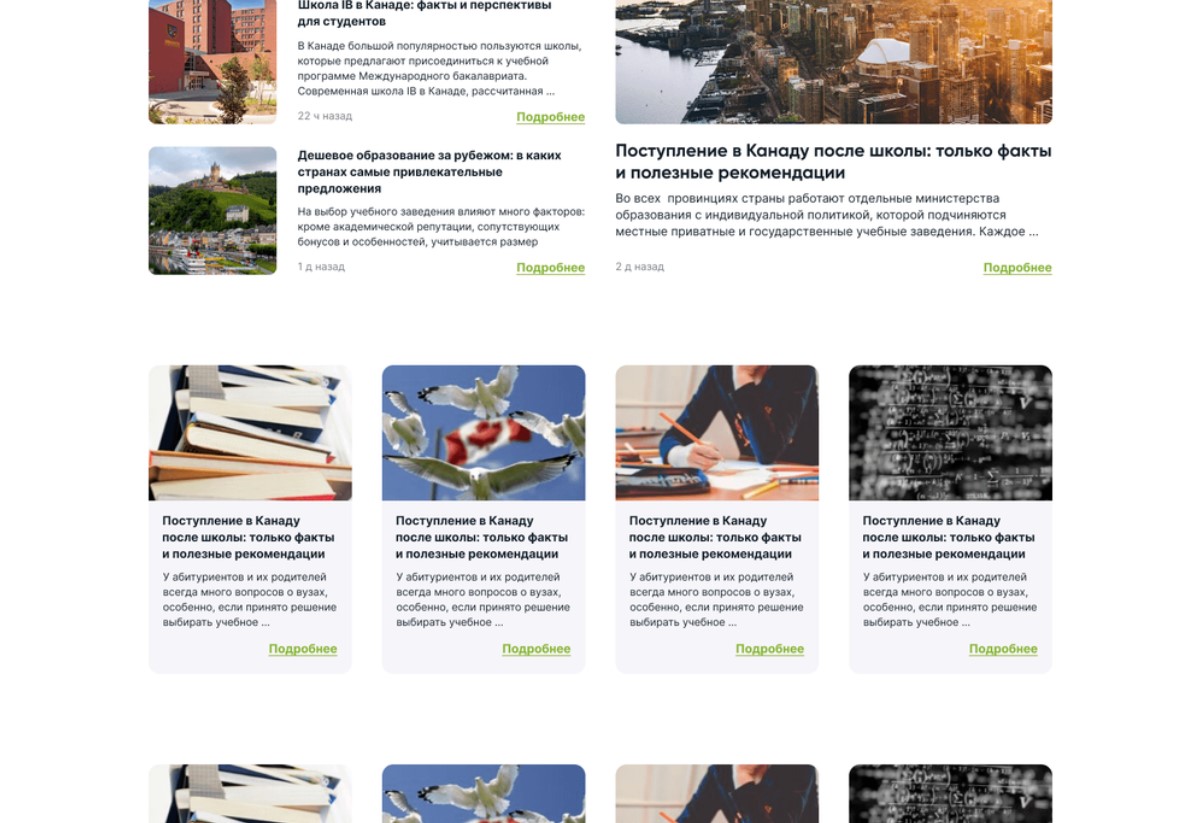 Школа IB в Канаде: факты и перспективы
для студентов
В Канаде большой популярностью пользуются школы,
которые предлагают присоединиться к учебной
программе Международного бакалавриата.
Современная школа IB в Канаде, рассчитанная ...
22 ч назад
Подробнее
Дешевое образование за рубежом: в каких
странах самые привлекательные
предложения
На выбор учебного заведения влияют много факторов:
кроме академической репутации, сопутствующих
бонусов и особенностей, учитывается размер
1 д назад
Подробнее
Поступление в Канаду после школы: только факты
и полезные рекомендации
Во всех  провинциях страны работают отдельные министерства
образования с индивидуальной политикой, которой подчиняются
местные приватные и государственные учебные заведения. Каждое ...
2 д назад
Подробнее
Поступление в Канаду
после школы: только факты
и полезные рекомендации
У абитуриентов и их родителей
всегда много вопросов о вузах,
особенно, если принято решение
выбирать учебное ...
Подробнее
Поступление в Канаду
после школы: только факты
и полезные рекомендации
У абитуриентов и их родителей
всегда много вопросов о вузах,
особенно, если принято решение
выбирать учебное ...
Подробнее
Поступление в Канаду
после школы: только факты
и полезные рекомендации
У абитуриентов и их родителей
всегда много вопросов о вузах,
особенно, если принято решение
выбирать учебное ...
Подробнее
Поступление в Канаду
после школы: только факты
и полезные рекомендации
У абитуриентов и их родителей
всегда много вопросов о вузах,
особенно, если принято решение
выбирать учебное ...
Подробнее